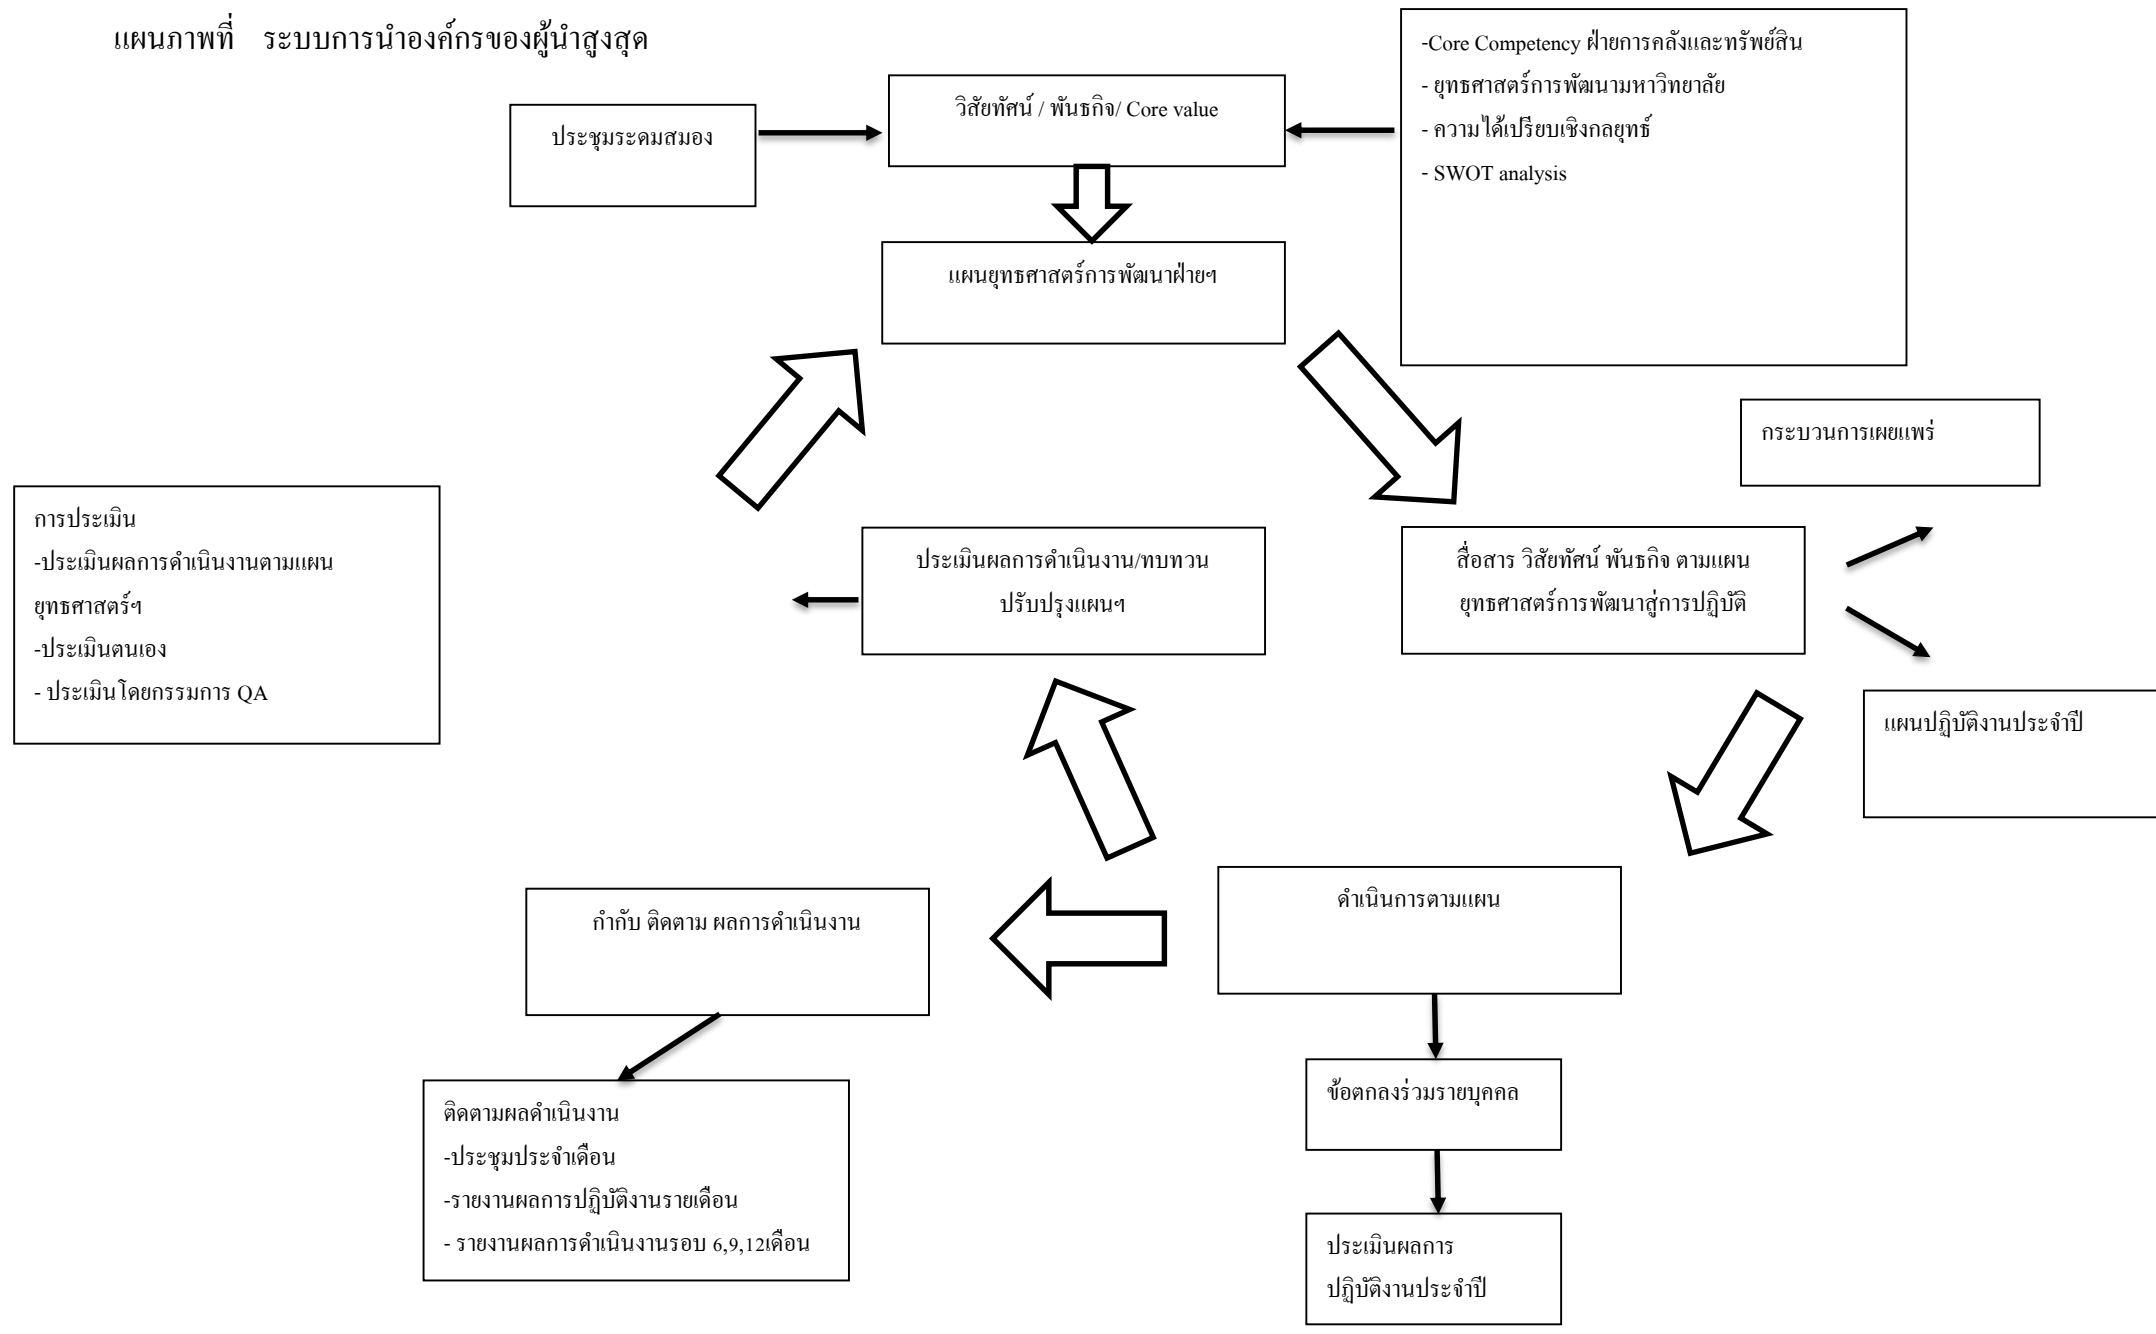 แผนภาพที่ ระบบการนำองค์กรของผู้นำสูงสุด
-Core Competency ฝ่ายการคลังและทรัพย์สิน
- ยุทธศาสตร์การพัฒนามหาวิทยาลัย
- ความได้เปรียบเชิงกลยุทธ์
- SWOT analysis
วิสัยทัศน์ / พันธกิจ/ Core value
ประชุมระดมสมอง
แผนยุทธศาสตร์การพัฒนาฝ่ายฯ
กระบวนการเผยแพร่
การประเมิน
-ประเมินผลการดำเนินงานตามแผน
ยุทธศาสตร์ฯ
-ประเมินตนเอง
- ประเมินโดยกรรมการ QA
ประเมินผลการดำเนินงาน/ทบทวน
ปรับปรุงแผนฯ
สื่อสาร วิสัยทัศน์ พันธกิจ ตามแผน
ยุทธศาสตร์การพัฒนาสู่การปฏิบัติ
แผนปฏิบัติงานประจำปี
กำกับ ติดตาม ผลการดำเนินงาน
ดำเนินการตามแผน
ติดตามผลดำเนินงาน
-ประชุมประจำเดือน
-รายงานผลการปฏิบัติงานรายเดือน
- รายงานผลการดำเนินงานรอบ 6,9,12เดือน
ข้อตกลงร่วมรายบุคคล
ประเมินผลการ
ปฏิบัติงานประจำปี